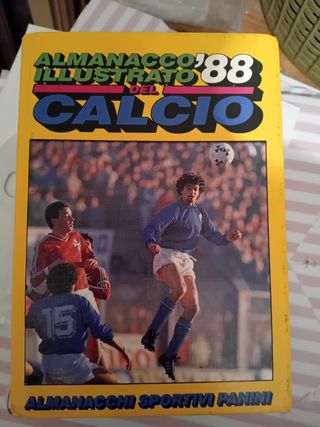 ALMANACCO '88
ILLUSTRATO
DEL
CALCIO
15
ALMANACCHI SPORTIVI PANINI